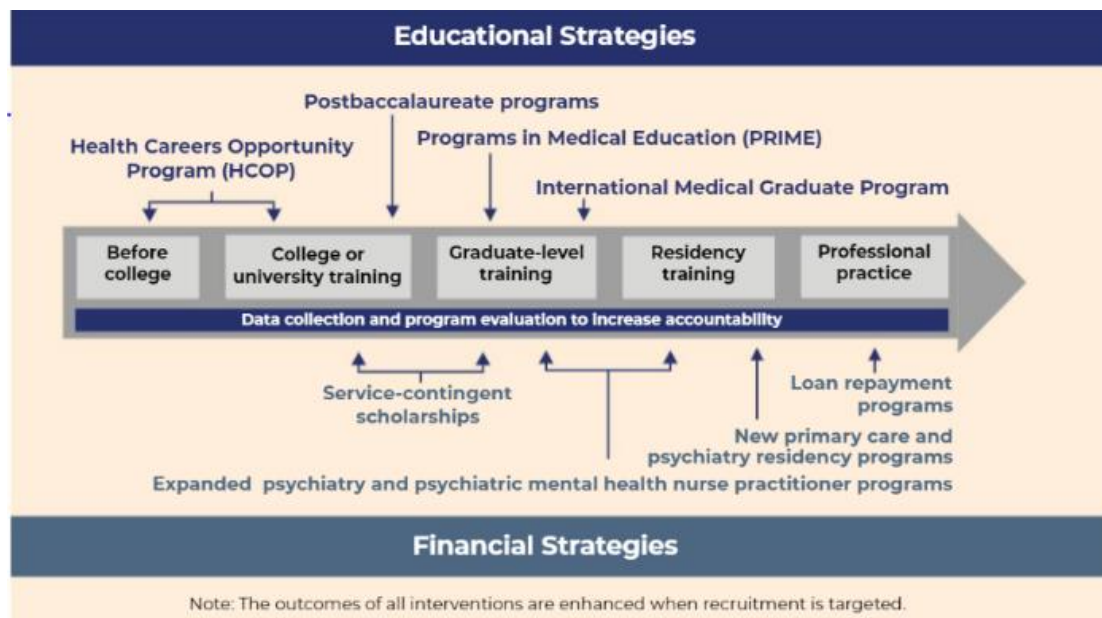 Educational Strategies
Postbaccalaureate programs
Programs in Medical Education (PRIME)
Health Careers Opportunity
Program (HCOP)
International Medical Graduate Program
Before
college
College or
university training
Graduate-level
training
Residency
training
Professional
practice
Data collection and program evaluation to increase accountability
Service-contingent
scholarships
Loan repayment
programs
New primary care and
psychiatry residency programs
Expanded psychiatry and psychiatric mental health nurse practitioner programs
Financial Strategies
Note: The outcomes of all interventions are enhanced when recruitment is targeted.